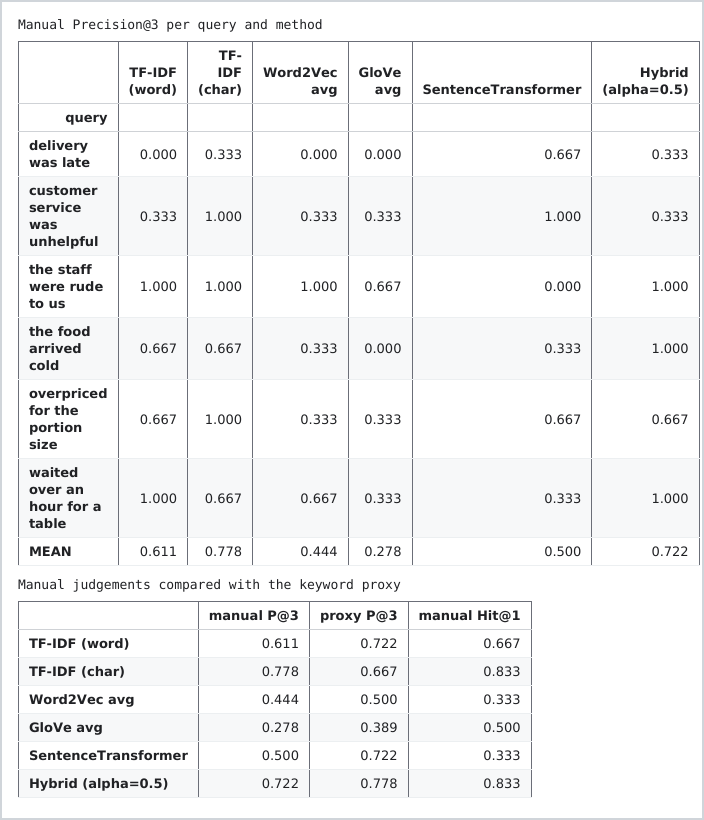 Manual Precision@3 per query and method
TF-IDF (word) TF-IDF (char) Word2Vec avg GloVe avg SentenceTransformer Hybrid (alpha=0.5)
query
delivery was late 0.000 0.333 0.000 0.000 0.667 0.333
customer service was unhelpful 0.333 1.000 0.333 0.333 1.000 0.333
the staff were rude to us 1.000 1.000 1.000 0.667 0.000 1.000
the food arrived cold 0.667 0.667 0.333 0.000 0.333 1.000
overpriced for the portion size 0.667 1.000 0.333 0.333 0.667 0.667
waited over an hour for a table 1.000 0.667 0.667 0.333 0.333 1.000
MEAN 0.611 0.778 0.444 0.278 0.500 0.722
Manual judgements compared with the keyword proxy
manual P@3 proxy P@3 manual Hit@1
TF-IDF (word) 0.611 0.722 0.667
TF-IDF (char) 0.778 0.667 0.833
Word2Vec avg 0.444 0.500 0.333
GloVe avg 0.278 0.389 0.500
SentenceTransformer 0.500 0.722 0.333
Hybrid (alpha=0.5) 0.722 0.778 0.833